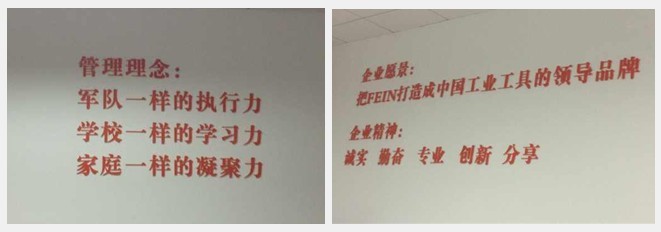 管理理念：
军队一样的执行力
学校一样的学习力
家庭一样的凝聚力
企业愿景：
把FEIN打造成中国工业工具的领导品牌
企业精神：
诚实 勤奋 专业 创新 分享